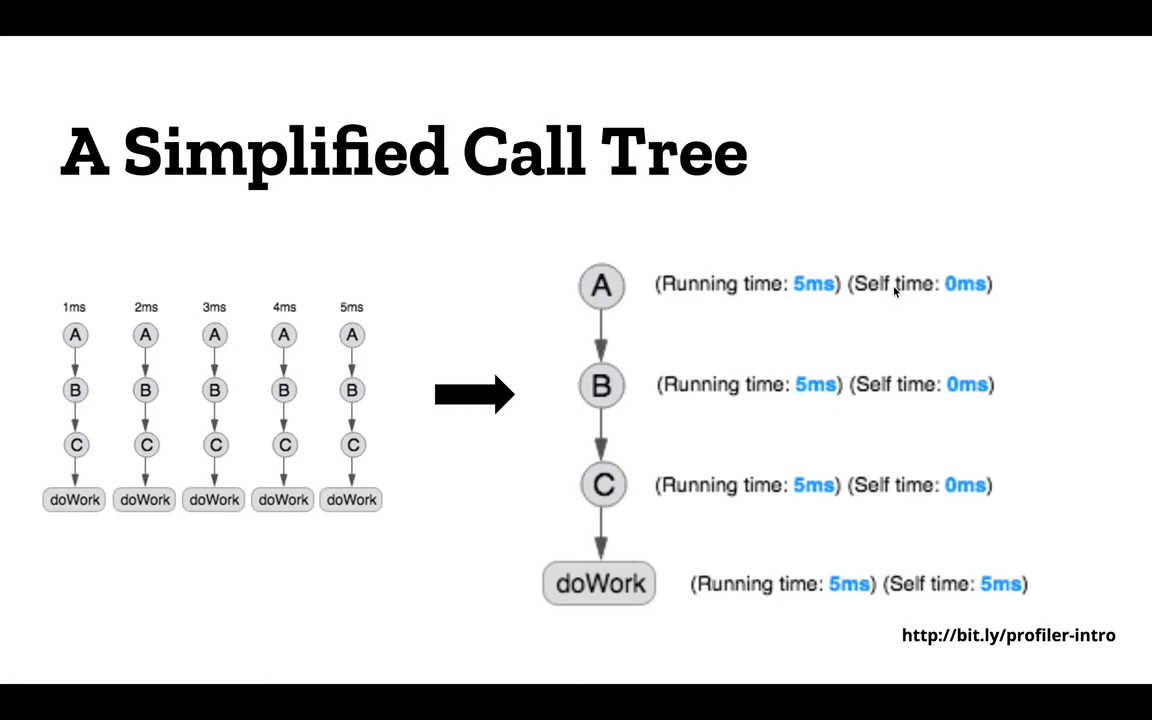 A Simplified Call Tree
1ms 2ms 3ms 4ms 5ms
A A A A A
B B B B B
C C C C C
doWork doWork doWork doWork doWork
A (Running time: 5ms) (Self time: 0ms)
B (Running time: 5ms) (Self time: 0ms)
C (Running time: 5ms) (Self time: 0ms)
doWork (Running time: 5ms) (Self time: 5ms)
http://bit.ly/profiler-intro